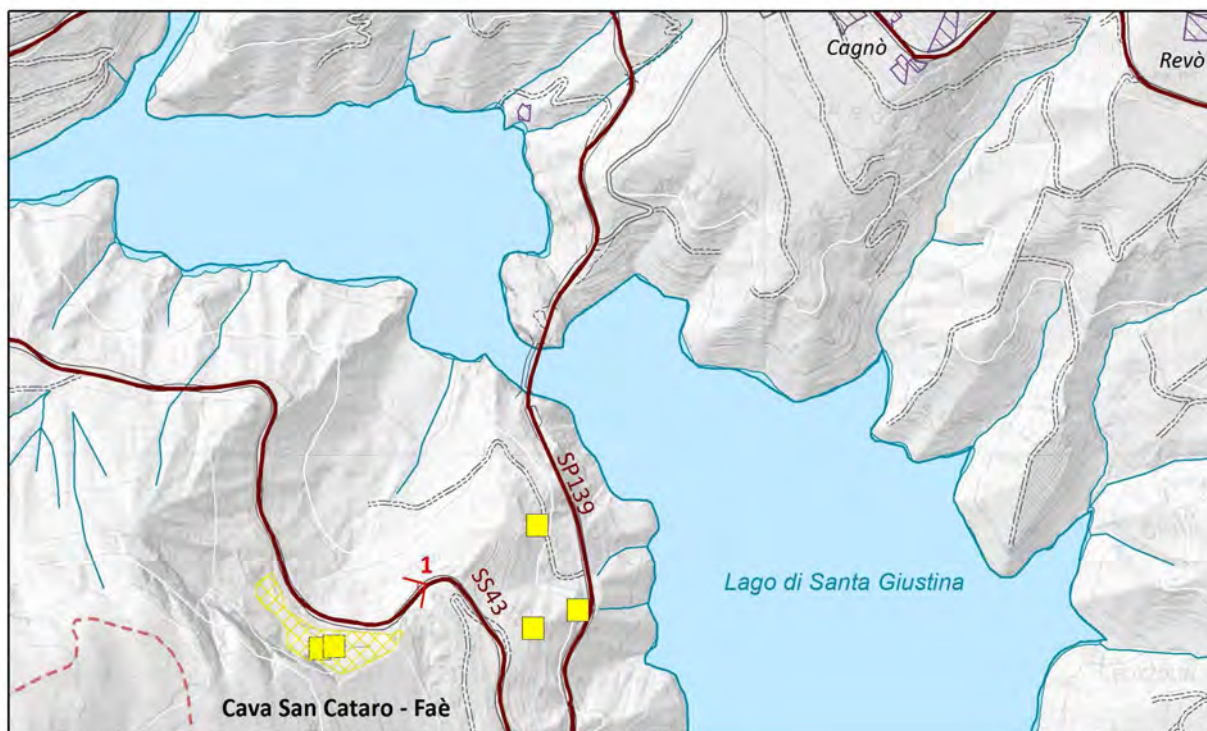 Cagnò
Revò
SP139
1
SS43
Lago di Santa Giustina
Cava San Cataro - Faè